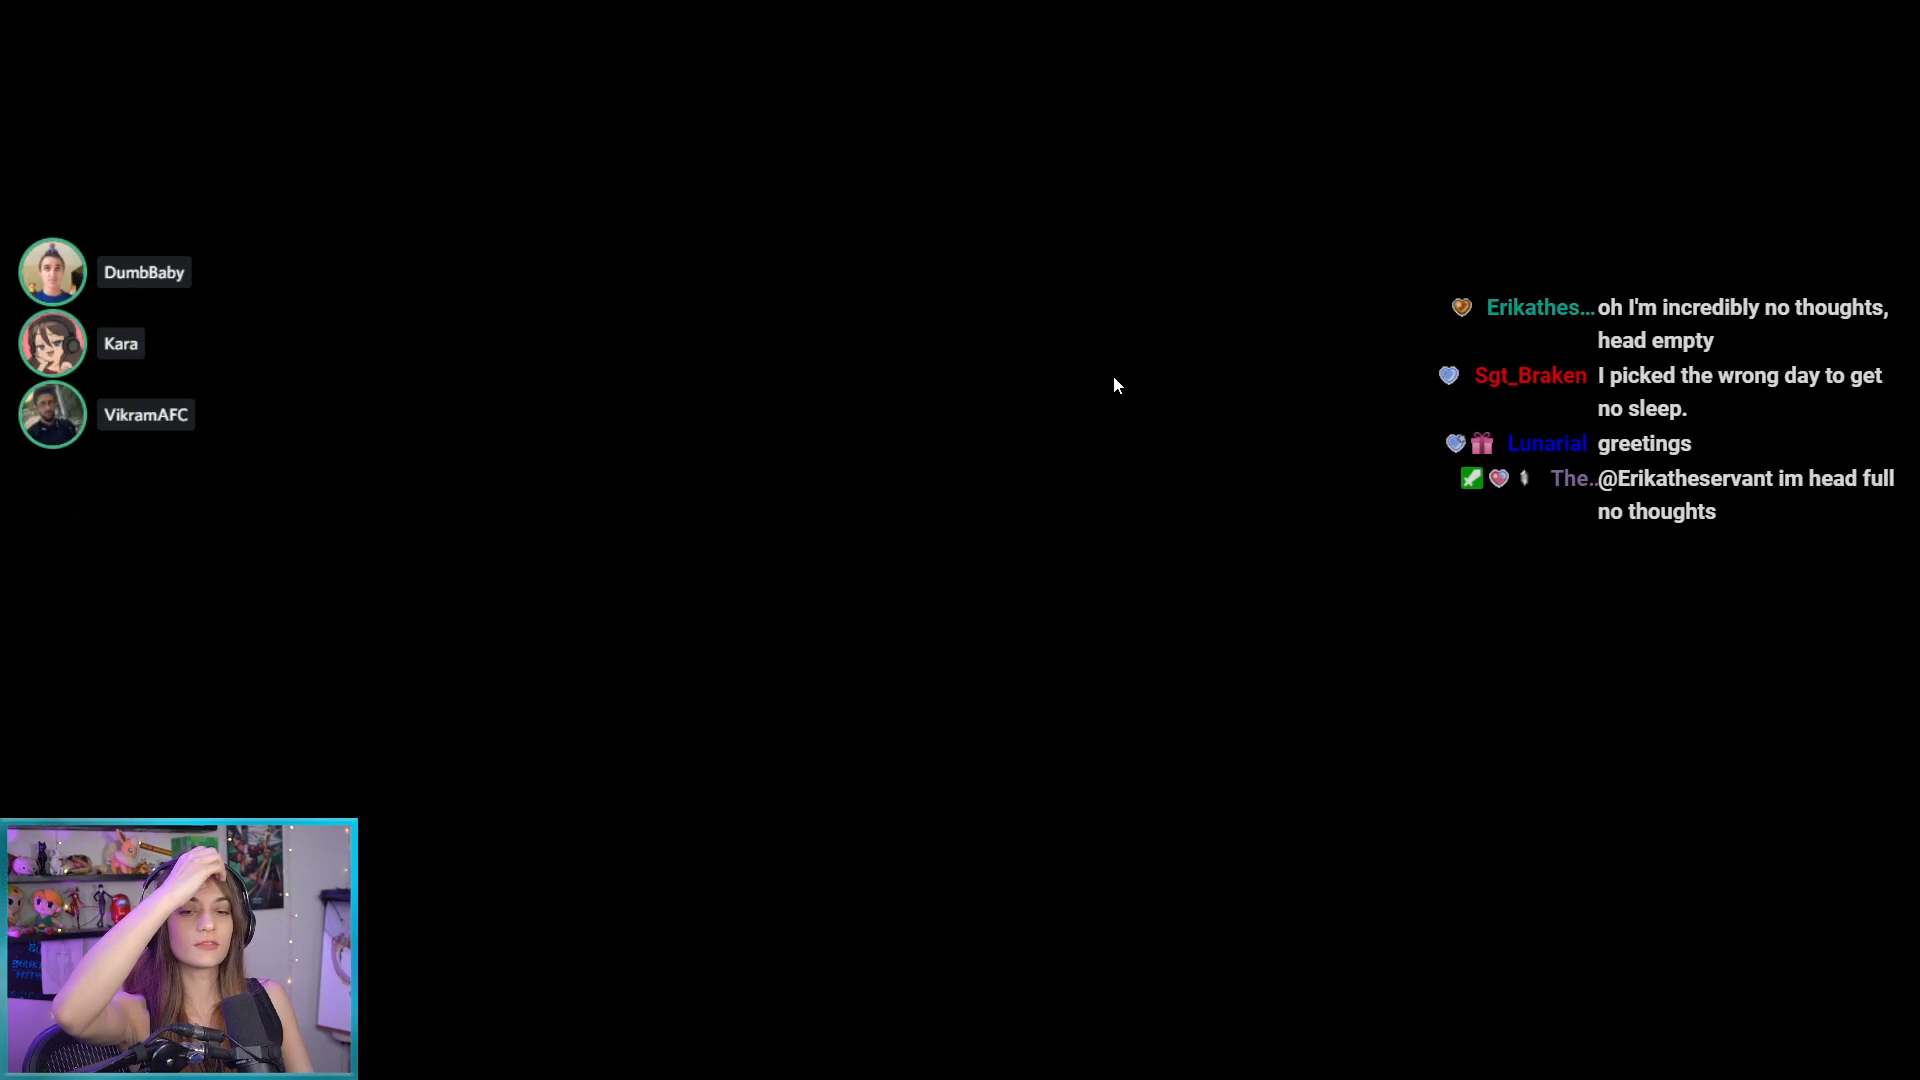 DumbBaby
Kara
VikramAFC
Erikathes... oh I'm incredibly no thoughts,
head empty
Sgt_Braken I picked the wrong day to get
no sleep.
Lunarial greetings
The.. @Erikatheservant im head full
no thoughts